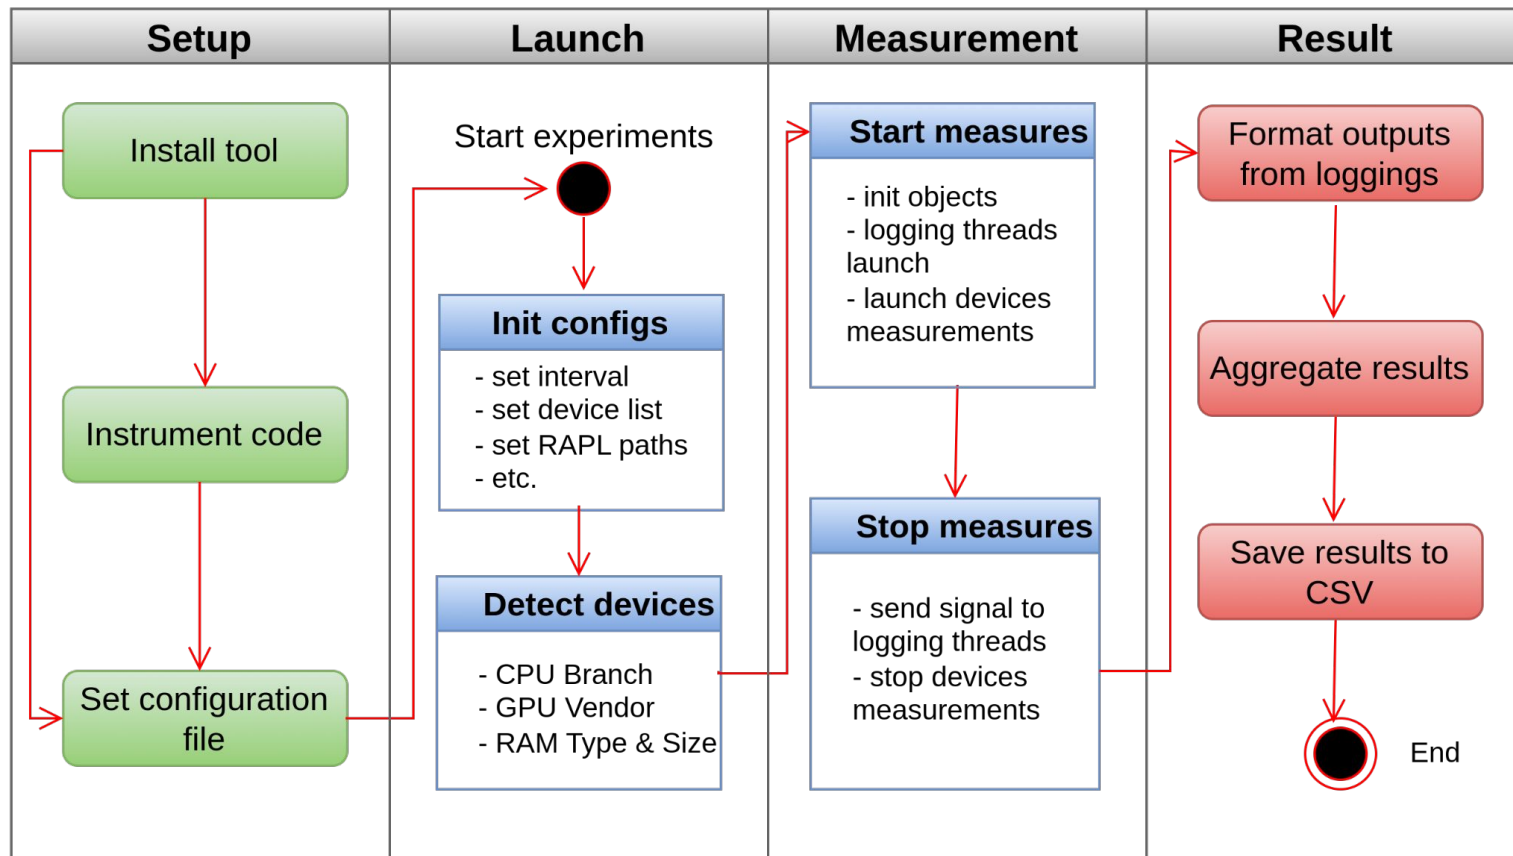 Setup
Launch
Measurement
Result
Install tool
Instrument code
Set configuration
file
Start experiments
Init configs
- set interval
- set device list
- set RAPL paths
- etc.
Detect devices
- CPU Branch
- GPU Vendor
- RAM Type & Size
Start measures
- init objects
- logging threads
launch
- launch devices
measurements
Stop measures
- send signal to
logging threads
- stop devices
measurements
Format outputs
from loggings
Aggregate results
Save results to
CSV
End